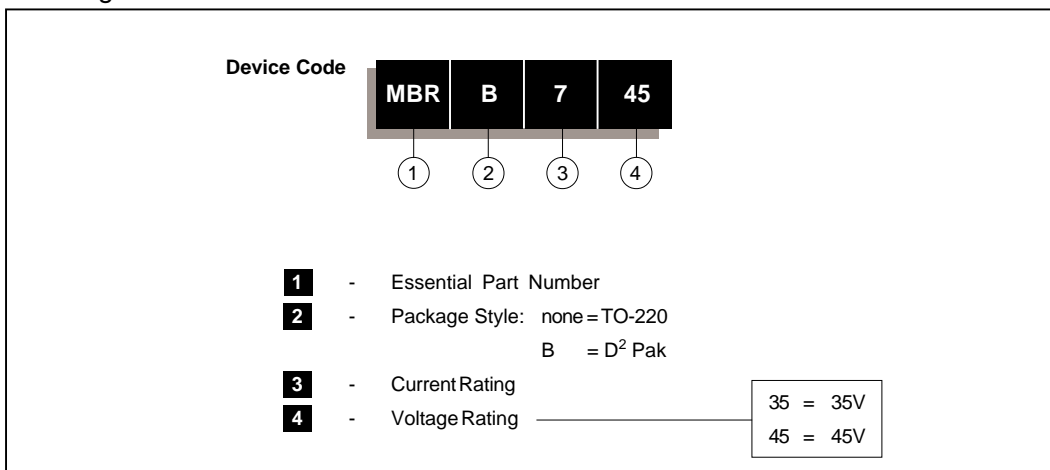 Device Code
MBR B 7 45
1 2 3 4
1 - Essential Part Number
2 - Package Style: none = TO-220
B = D² Pak
3 - Current Rating
4 - Voltage Rating
35 = 35V
45 = 45V